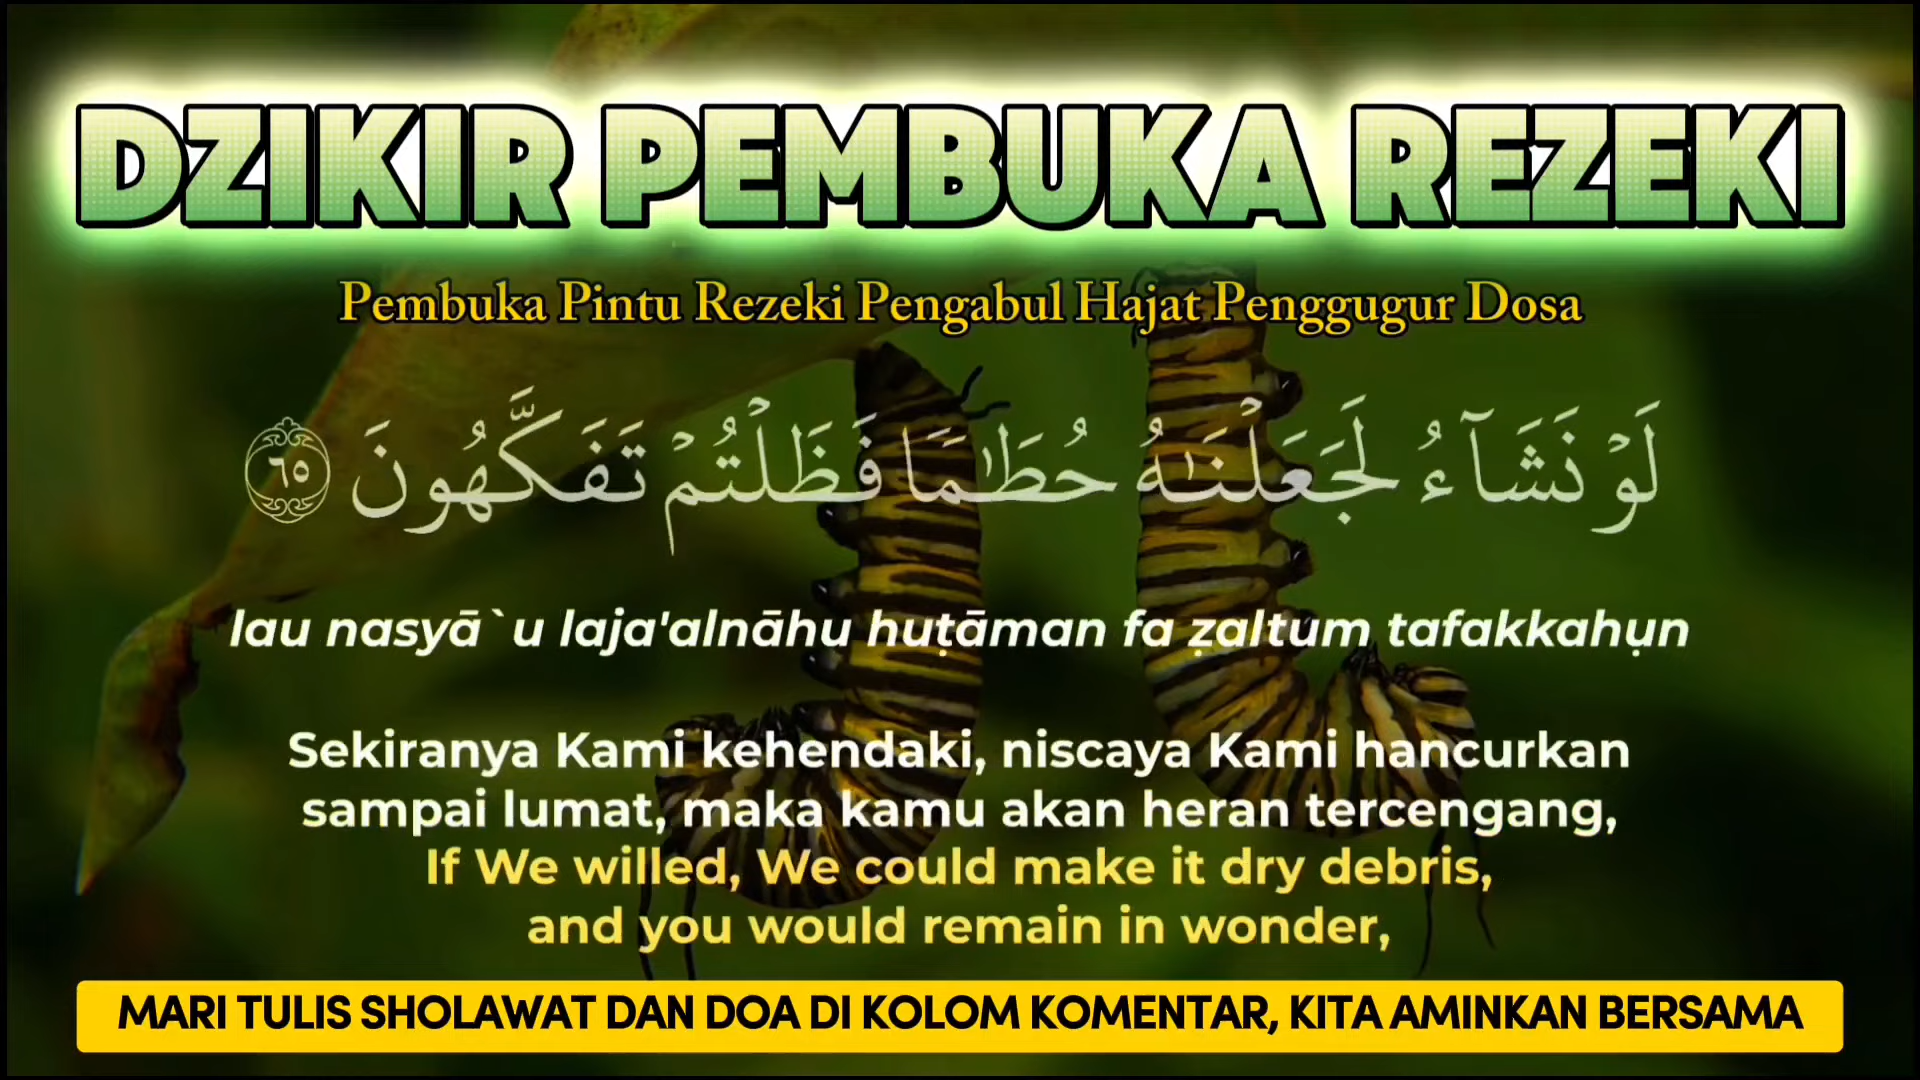 DZIKIR PEMBUKA REZEKI
Pembuka Pintu Rezeki Pengabul Hajat Penggugur Dosa
لَوْ نَشَآءُ لَجَعَلْنَٰهُ حُطَٰمًا فَظَلْتُمْ تَفَكَّهُونَ ٦٥
lau nasyā`u laja'alnāhu huṭāman fa ẓaltum tafakkahụn
Sekiranya Kami kehendaki, niscaya Kami hancurkan
sampai lumat, maka kamu akan heran tercengang,
If We willed, We could make it dry debris,
and you would remain in wonder,
MARI TULIS SHOLAWAT DAN DOA DI KOLOM KOMENTAR, KITA AMINKAN BERSAMA